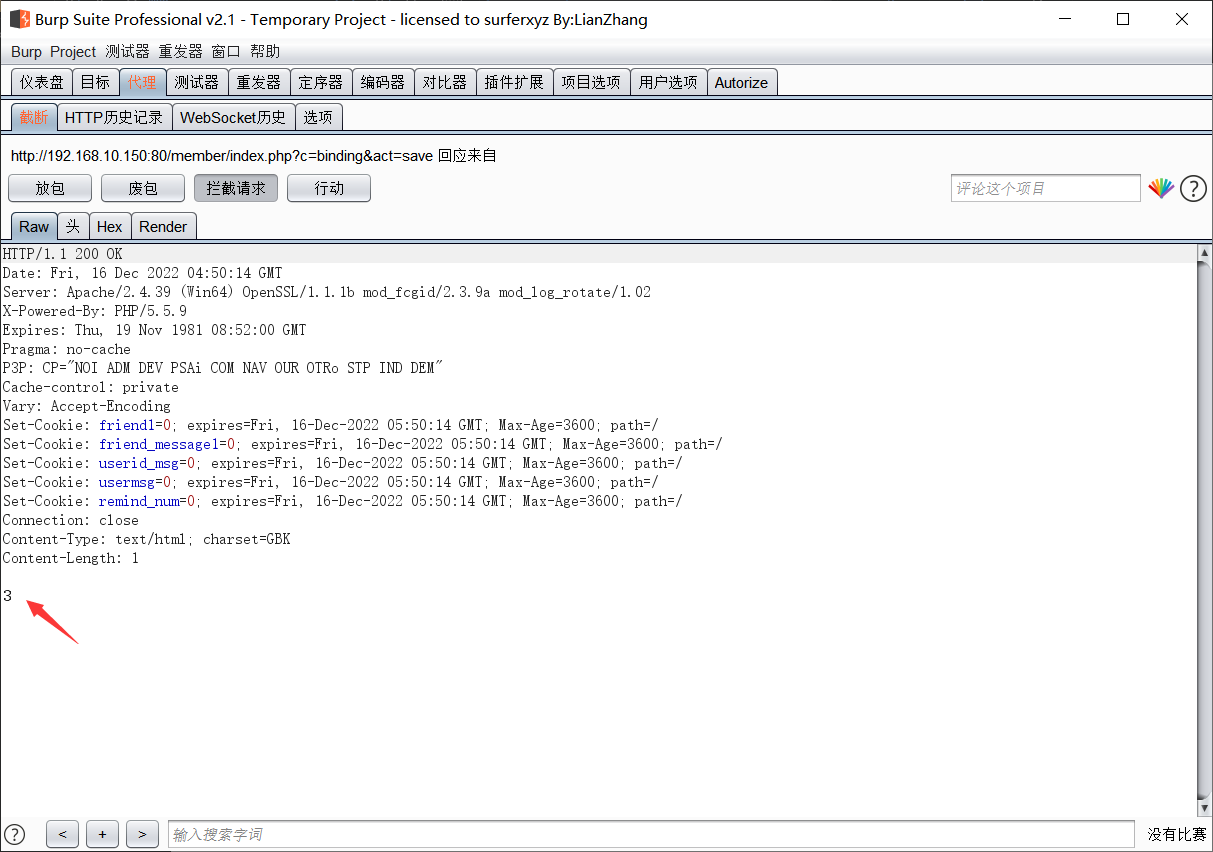 Burp Suite Professional v2.1 - Temporary Project - licensed to surferxyz By:LianZhang
Burp Project 测试器 重发器 窗口 帮助
仪表盘 目标 代理 测试器 重发器 定序器 编码器 对比器 插件扩展 项目选项 用户选项 Autorize
截断 HTTP历史记录 WebSocket历史 选项
http://192.168.10.150:80/member/index.php?c=binding&act=save 回应来自
放包 废包 拦截请求 行动 评论这个项目 ?
Raw 头 Hex Render
HTTP/1.1 200 OK
Date: Fri, 16 Dec 2022 04:50:14 GMT
Server: Apache/2.4.39 (Win64) OpenSSL/1.1.1b mod_fcgid/2.3.9a mod_log_rotate/1.02
X-Powered-By: PHP/5.5.9
Expires: Thu, 19 Nov 1981 08:52:00 GMT
Pragma: no-cache
P3P: CP="NOI ADM DEV PSAi COM NAV OUR OTRo STP IND DEM"
Cache-control: private
Vary: Accept-Encoding
Set-Cookie: friend1=0; expires=Fri, 16-Dec-2022 05:50:14 GMT; Max-Age=3600; path=/
Set-Cookie: friend_message1=0; expires=Fri, 16-Dec-2022 05:50:14 GMT; Max-Age=3600; path=/
Set-Cookie: userid_msg=0; expires=Fri, 16-Dec-2022 05:50:14 GMT; Max-Age=3600; path=/
Set-Cookie: usermsg=0; expires=Fri, 16-Dec-2022 05:50:14 GMT; Max-Age=3600; path=/
Set-Cookie: remind_num=0; expires=Fri, 16-Dec-2022 05:50:14 GMT; Max-Age=3600; path=/
Connection: close
Content-Type: text/html; charset=GBK
Content-Length: 1
3
? < + > 输入搜索字词 没有比赛